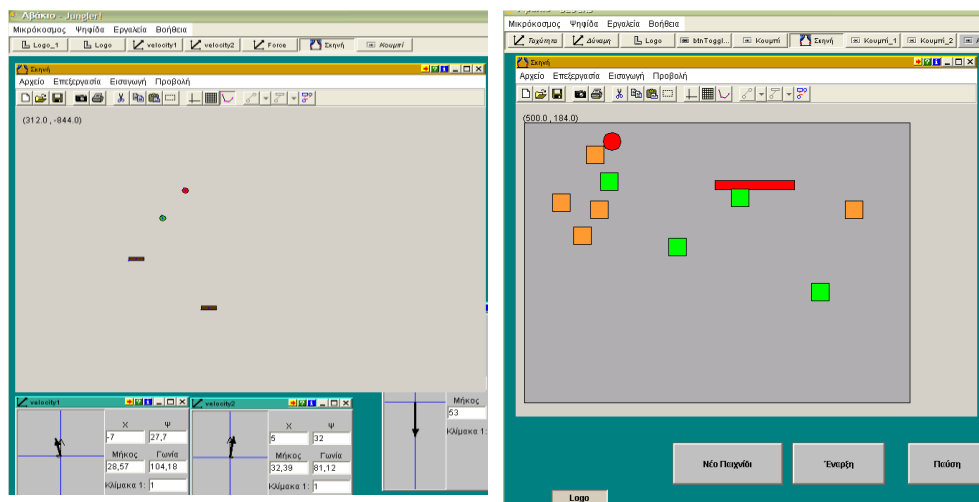 Αβάκιο - Jungler!
Μικρόκοσμος Ψηφίδα Εργαλεία Βοήθεια
Logo_1 Logo velocity1 velocity2 Force Σκηνή Κουμπί
Σκηνή
Αρχείο Επεξεργασία Εισαγωγή Προβολή
(312.0 , -844.0)
velocity1
X Ψ
-7 27,7
Μήκος Γωνία
28,57 104,18
Κλίμακα 1: 1
velocity2
X Ψ
5 32
Μήκος Γωνία
32,39 81,12
Κλίμακα 1: 1
Μήκος
53
Κλίμακα 1:
Μικρόκοσμος Ψηφίδα Εργαλεία Βοήθεια
Ταχύτητα Δύναμη Logo btnToggl... Κουμπί Σκηνή Κουμπί_1 Κουμπί_2
Σκηνή
Αρχείο Επεξεργασία Εισαγωγή Προβολή
(500.0 , 184.0)
Νέο Παιχνίδι Έναρξη Παύση
Logo